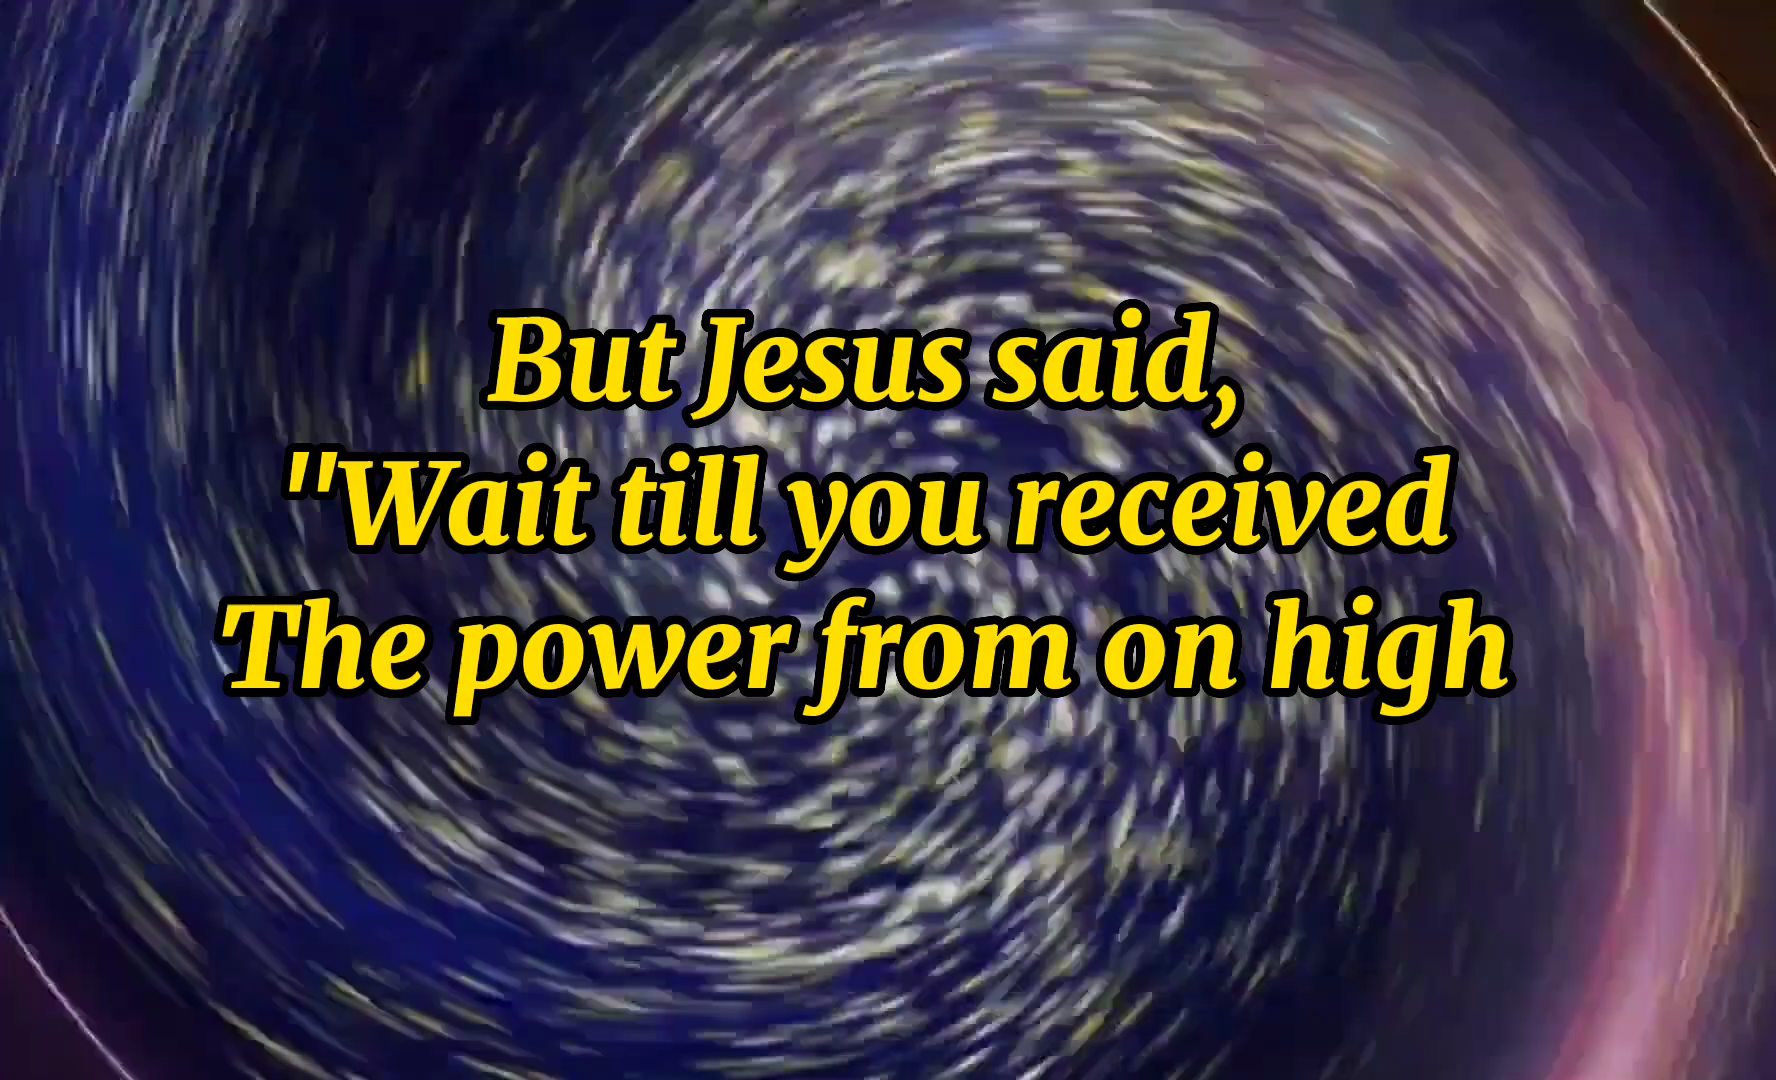 But Jesus said,
"Wait till you received
The power from on high